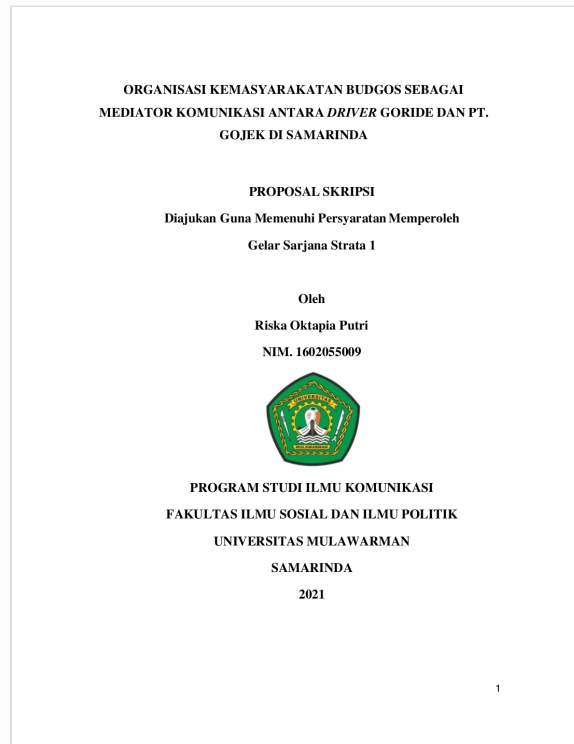 ORGANISASI KEMASYARAKATAN BUDGOS SEBAGAI
MEDIATOR KOMUNIKASI ANTARA DRIVER GORIDE DAN PT.
GOJEK DI SAMARINDA
PROPOSAL SKRIPSI
Diajukan Guna Memenuhi Persyaratan Memperoleh
Gelar Sarjana Strata 1
Oleh
Riska Oktapia Putri
NIM. 1602055009
UNIVERSITAS
MULAWARMAN
PROGRAM STUDI ILMU KOMUNIKASI
FAKULTAS ILMU SOSIAL DAN ILMU POLITIK
UNIVERSITAS MULAWARMAN
SAMARINDA
2021
1